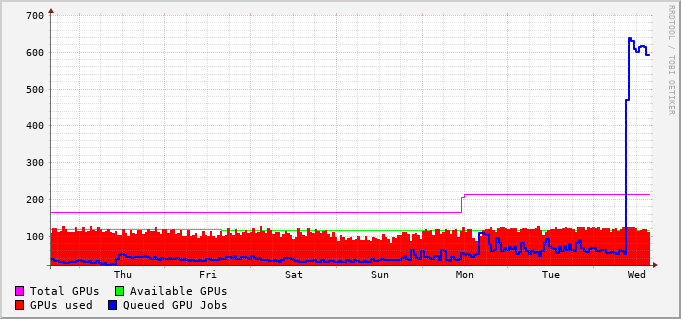 700
600
500
400
300
200
100
Thu Fri Sat Sun Mon Tue Wed
Total GPUs Available GPUs
GPUs used Queued GPU Jobs
RRDTOOL / TOBI OETIKER